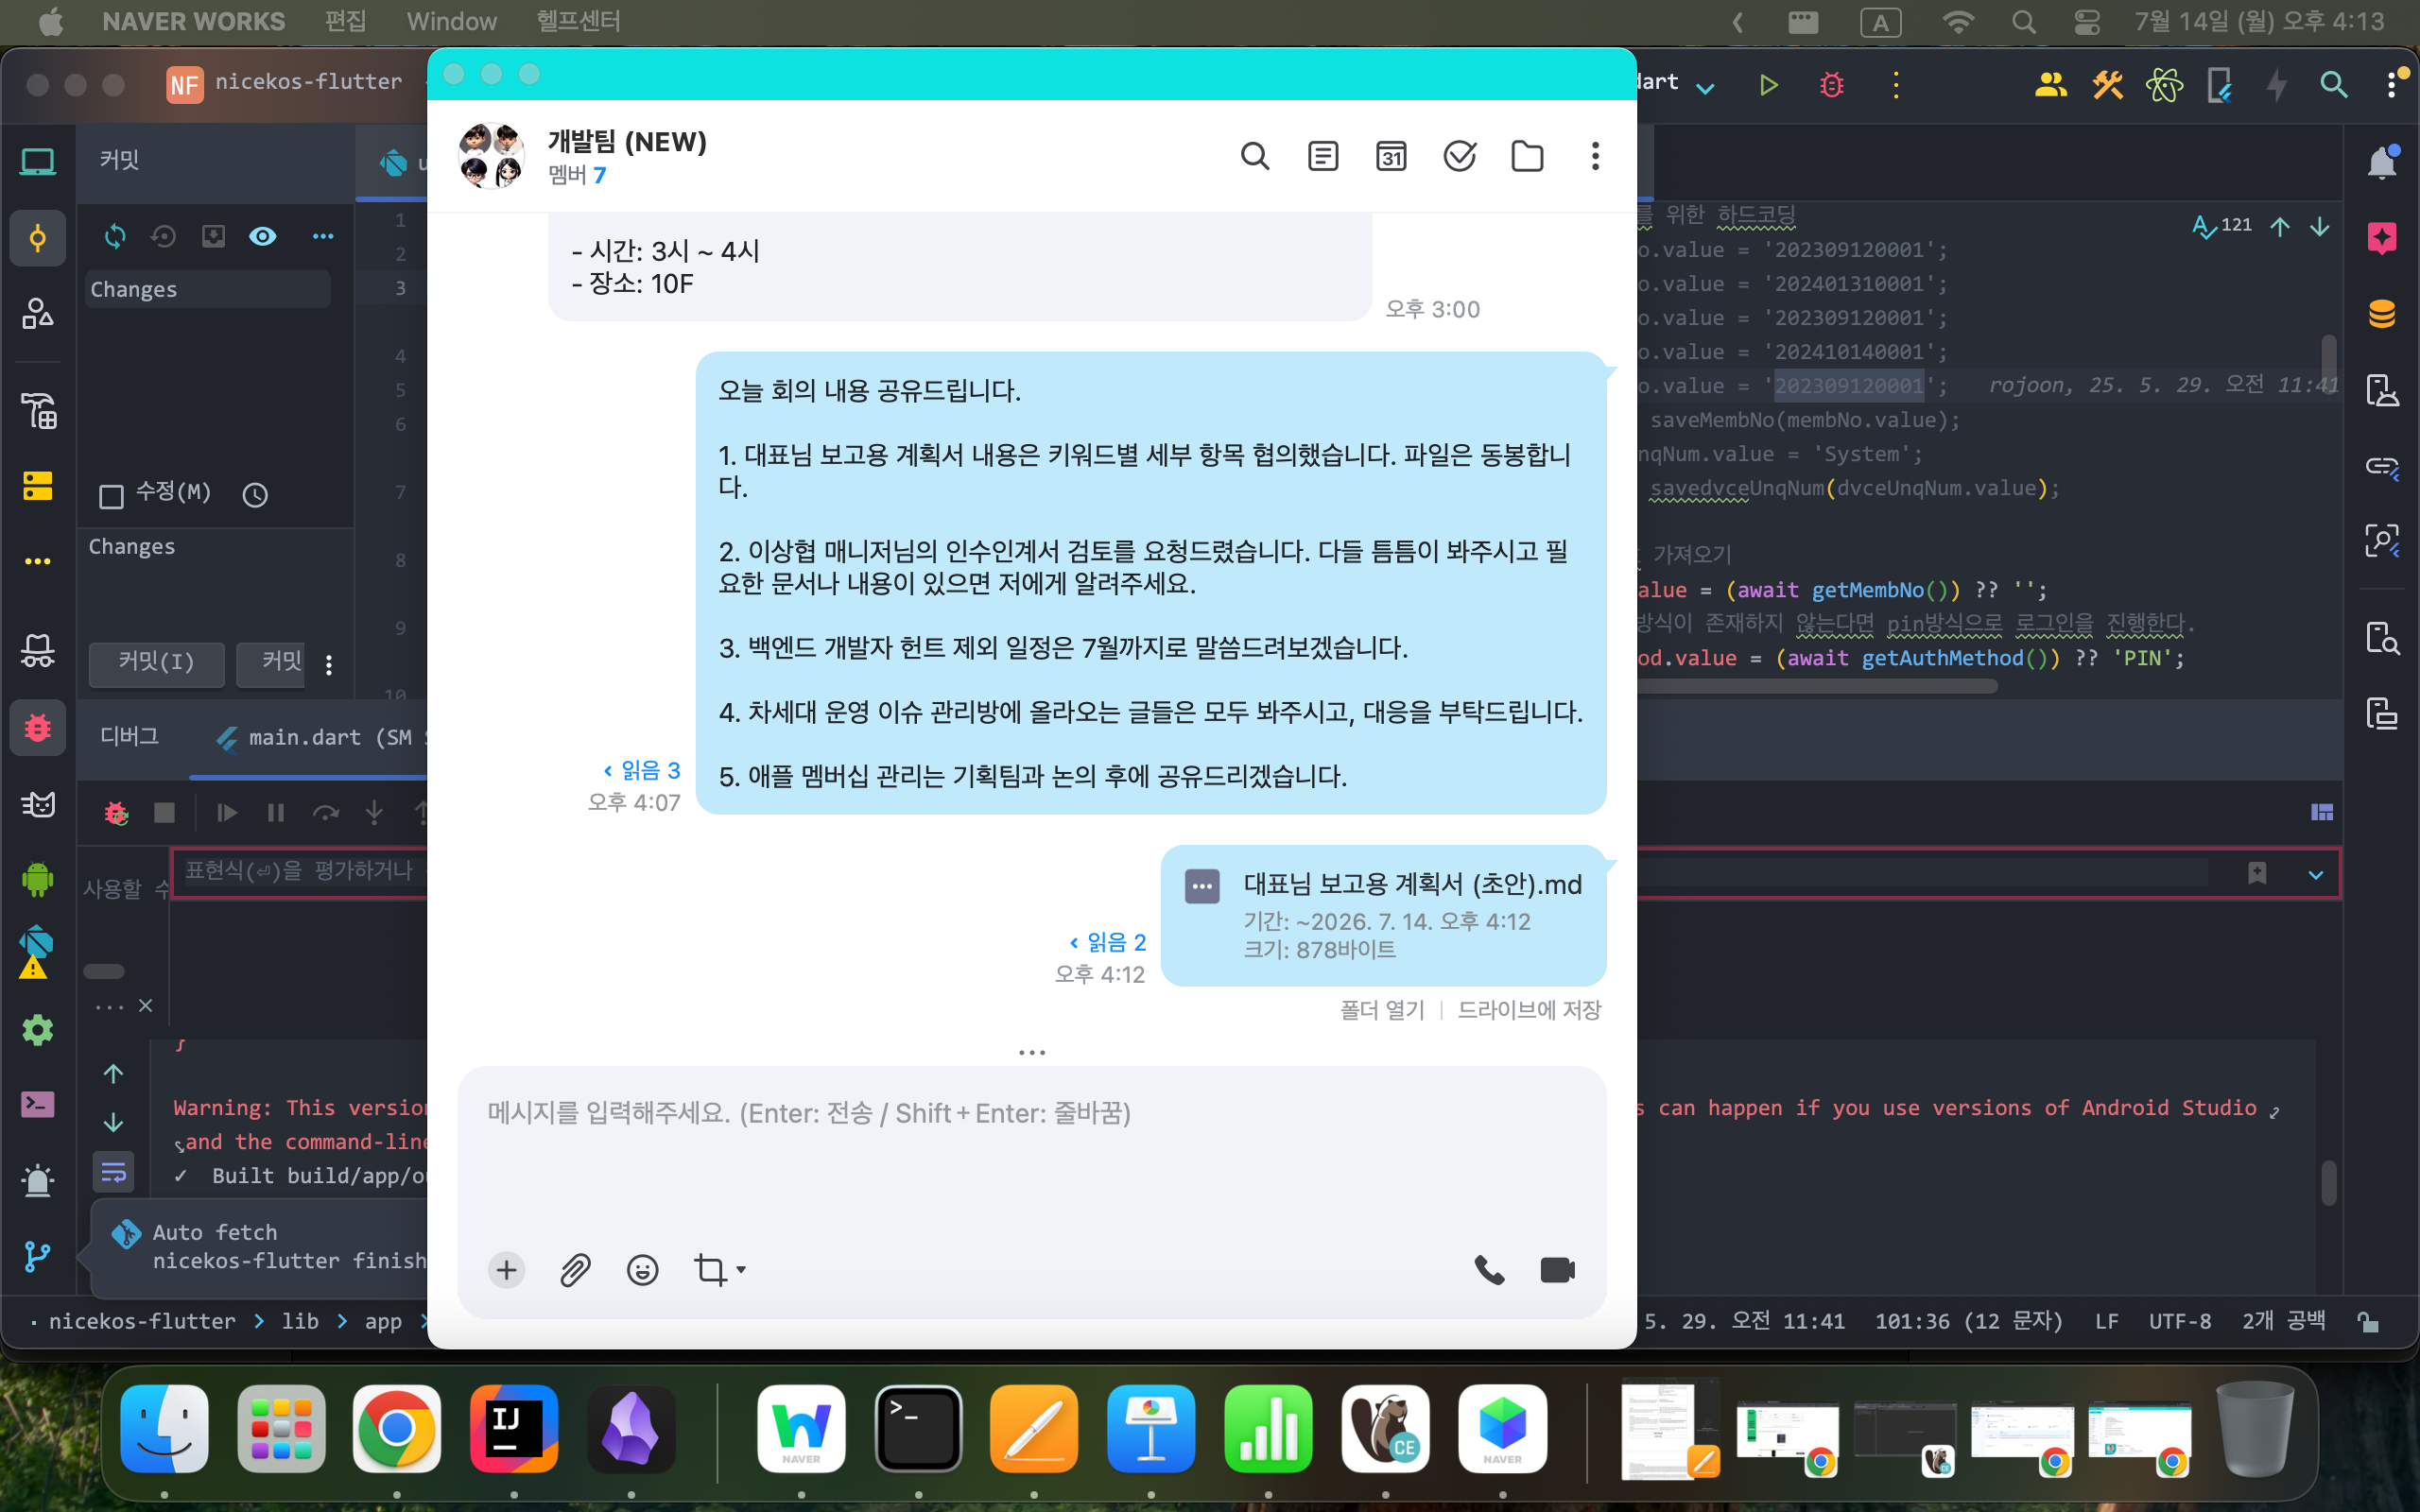 NAVER WORKS 편집 Window 헬프센터 A 7월 14일 (월) 오후 4:13
NF nicekos-flutter
dart
커밋
Changes
수정(M)
Changes
커밋(I) 커밋
1
2
3
4
5
6
7
8
9
10
개발팀 (NEW)
멤버 7
31
- 시간: 3시 ~ 4시
- 장소: 10F
오후 3:00
오늘 회의 내용 공유드립니다.
1. 대표님 보고용 계획서 내용은 키워드별 세부 항목 협의했습니다. 파일은 동봉합니
다.
2. 이상협 매니저님의 인수인계서 검토를 요청드렸습니다. 다들 틈틈이 봐주시고 필
요한 문서나 내용이 있으면 저에게 알려주세요.
3. 백엔드 개발자 헌트 제외 일정은 7월까지로 말씀드려보겠습니다.
4. 차세대 운영 이슈 관리방에 올라오는 글들은 모두 봐주시고, 대응을 부탁드립니다.
5. 애플 멤버십 관리는 기획팀과 논의 후에 공유드리겠습니다.
읽음 3
오후 4:07
대표님 보고용 계획서 (초안).md
기간: ~2026. 7. 14. 오후 4:12
크기: 878바이트
읽음 2
오후 4:12
폴더 열기 | 드라이브에 저장
메시지를 입력해주세요. (Enter: 전송 / Shift+Enter: 줄바꿈)
를 위한 하드코딩
o.value = '202309120001';
o.value = '202401310001';
o.value = '202309120001';
o.value = '202410140001';
o.value = '202309120001'; rojoon, 25. 5. 29. 오전 11:41
saveMembNo(membNo.value);
nqNum.value = 'System';
savedvceUnqNum(dvceUnqNum.value);
가져오기
alue = (await getMembNo()) ?? '';
방식이 존재하지 않는다면 pin방식으로 로그인을 진행한다.
od.value = (await getAuthMethod()) ?? 'PIN';
121
디버그 main.dart (SM
표현식(⏎)을 평가하거나
사용할 수
}
Warning: This version
and the command-line
✓ Built build/app/ou
s can happen if you use versions of Android Studio
Auto fetch
nicekos-flutter finish
nicekos-flutter > lib > app >
5. 29. 오전 11:41 101:36 (12 문자) LF UTF-8 2개 공백
IJ
NAVER
>_
CE
NAVER